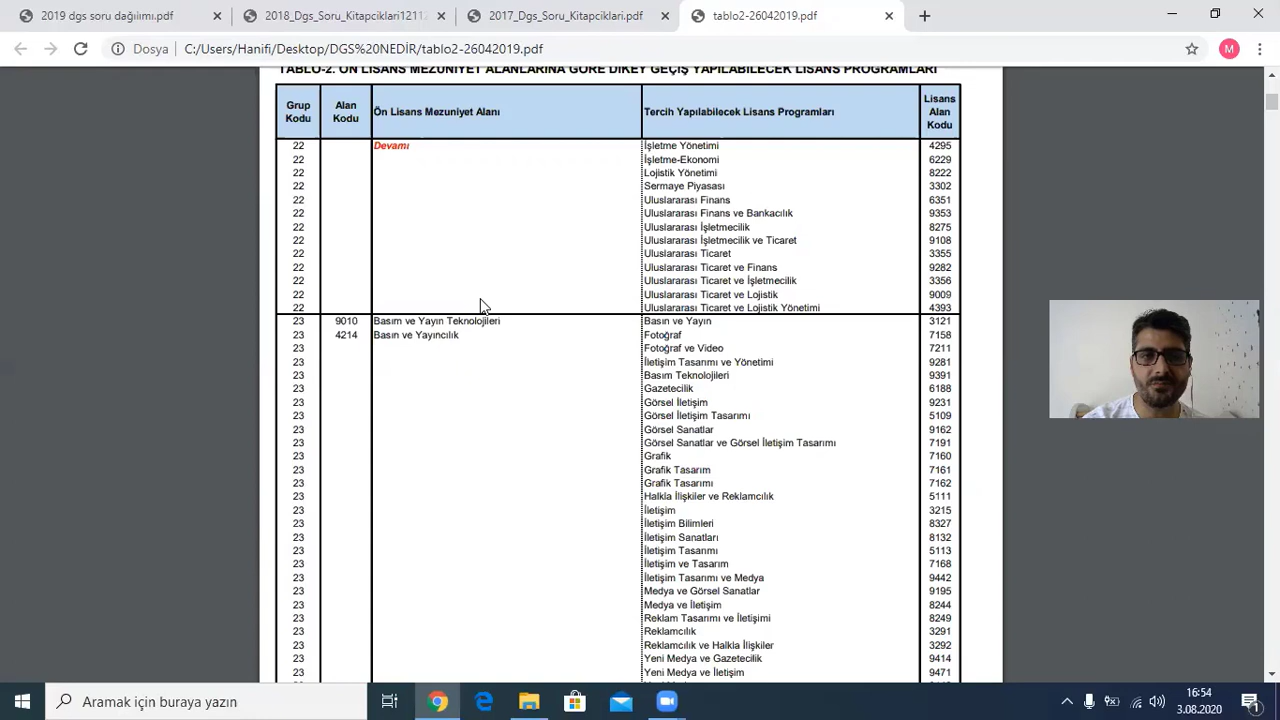 2019 dgs soru dağılımı.pdf
2018_Dgs_Soru_Kitapciklari12112
2017_Dgs_Soru_Kitapciklari.pdf
tablo2-26042019.pdf
Dosya C:/Users/Hanifi/Desktop/DGS%20NEDİR/tablo2-26042019.pdf
M
TABLO-2. ÖN LİSANS MEZUNİYET ALANLARINA GÖRE DİKEY GEÇİŞ YAPILABİLECEK LİSANS PROGRAMLARI
Grup Kodu Alan Kodu Ön Lisans Mezuniyet Alanı Tercih Yapılabilecek Lisans Programları Lisans Alan Kodu
22 Devamı İşletme Yönetimi 4295
22 İşletme-Ekonomi 6229
22 Lojistik Yönetimi 8222
22 Sermaye Piyasası 3302
22 Uluslararası Finans 6351
22 Uluslararası Finans ve Bankacılık 9353
22 Uluslararası İşletmecilik 8275
22 Uluslararası İşletmecilik ve Ticaret 9108
22 Uluslararası Ticaret 3355
22 Uluslararası Ticaret ve Finans 9282
22 Uluslararası Ticaret ve İşletmecilik 3356
22 Uluslararası Ticaret ve Lojistik 9009
22 Uluslararası Ticaret ve Lojistik Yönetimi 4393
23 9010 Basım ve Yayın Teknolojileri Basın ve Yayın 3121
23 4214 Basın ve Yayıncılık Fotoğraf 7158
23 Fotoğraf ve Video 7211
23 İletişim Tasarımı ve Yönetimi 9281
23 Basım Teknolojileri 9391
23 Gazetecilik 6188
23 Görsel İletişim 9231
23 Görsel İletişim Tasarımı 5109
23 Görsel Sanatlar 9162
23 Görsel Sanatlar ve Görsel İletişim Tasarımı 7191
23 Grafik 7160
23 Grafik Tasarım 7161
23 Grafik Tasarımı 7162
23 Halkla İlişkiler ve Reklamcılık 5111
23 İletişim 3215
23 İletişim Bilimleri 8327
23 İletişim Sanatları 8132
23 İletişim Tasarımı 5113
23 İletişim ve Tasarım 7168
23 İletişim Tasarımı ve Medya 9442
23 Medya ve Görsel Sanatlar 9195
23 Medya ve İletişim 8244
23 Reklam Tasarımı ve İletişimi 8249
23 Reklamcılık 3291
23 Reklamcılık ve Halkla İlişkiler 3292
23 Yeni Medya ve Gazetecilik 9414
23 Yeni Medya ve İletişim 9471
Aramak için buraya yazın
16:54
3.08.2020
1